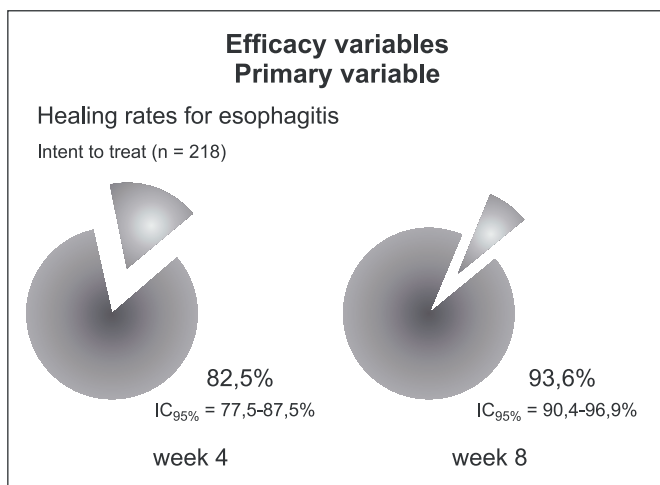 Efficacy variables
Primary variable
Healing rates for esophagitis
Intent to treat (n = 218)
82,5%
IC95% = 77,5-87,5%
week 4
93,6%
IC95% = 90,4-96,9%
week 8